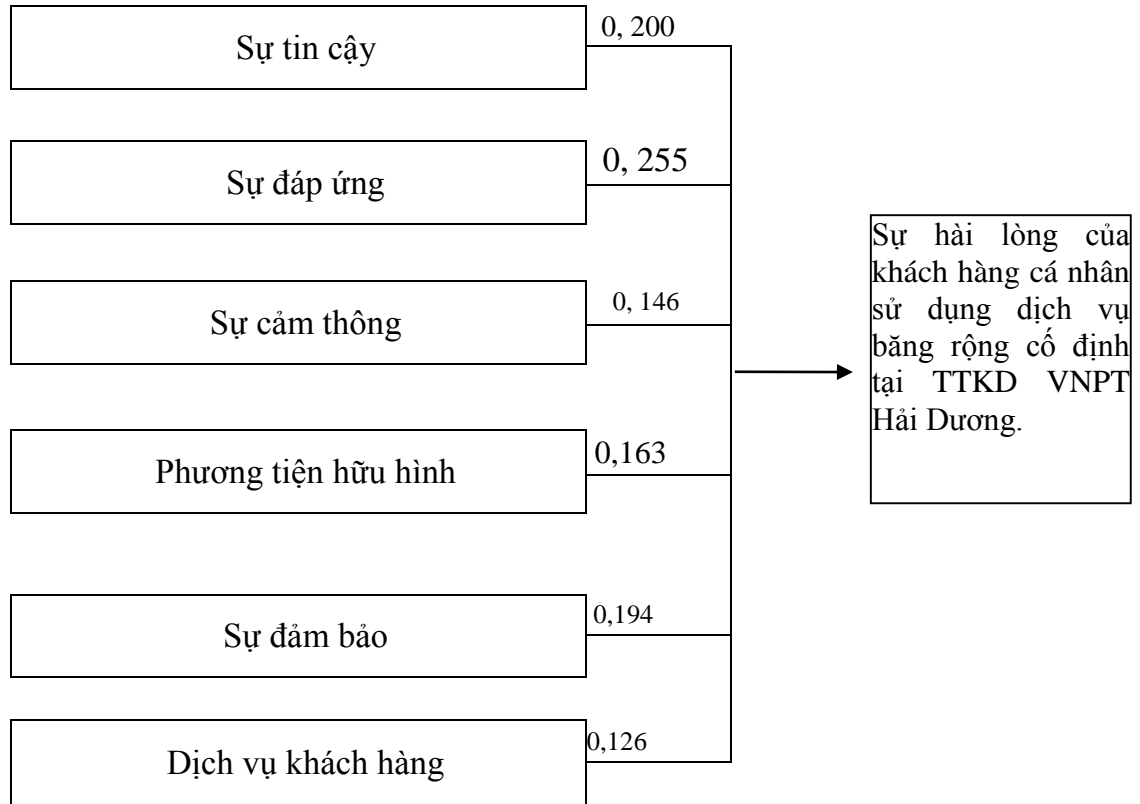 Sự tin cậy
0, 200
Sự đáp ứng
0, 255
Sự cảm thông
0, 146
Phương tiện hữu hình
0,163
Sự đảm bảo
0,194
Dịch vụ khách hàng
0,126
Sự hài lòng của
khách hàng cá nhân
sử dụng dịch vụ
băng rộng cố định
tại TTKD VNPT
Hải Dương.